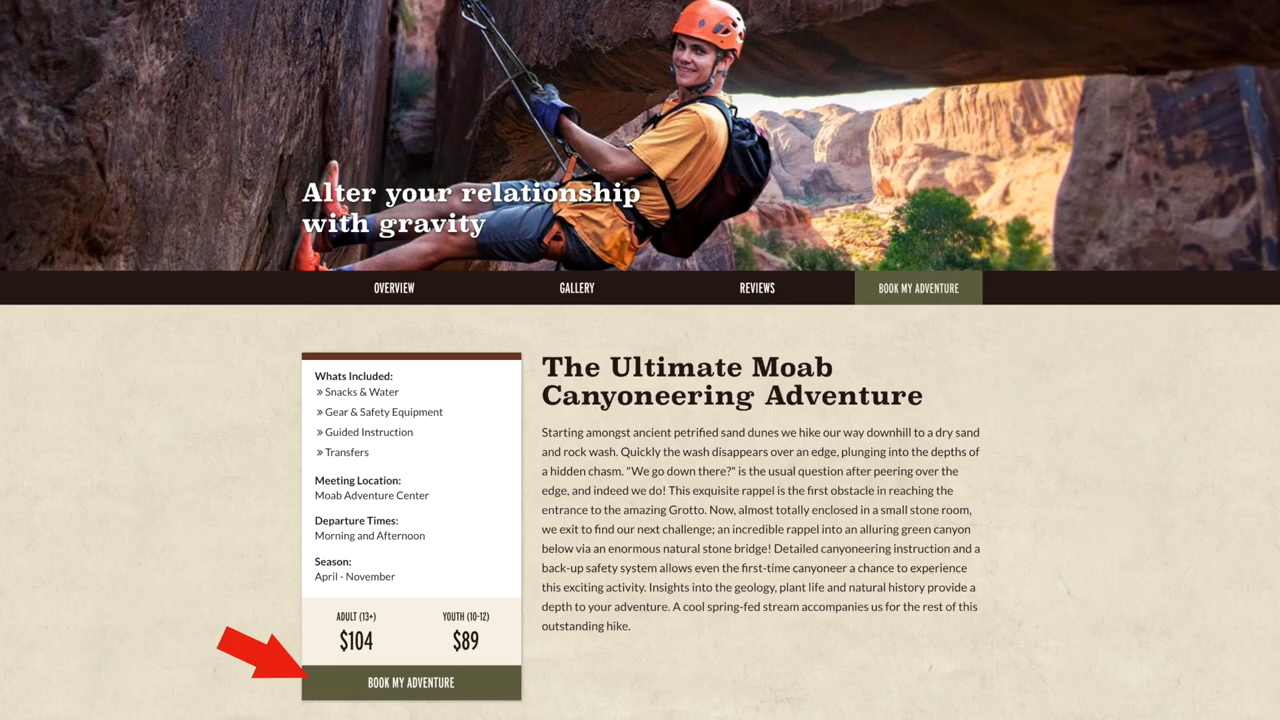 Alter your relationship
with gravity
OVERVIEW
GALLERY
REVIEWS
BOOK MY ADVENTURE
Whats Included:
» Snacks & Water
» Gear & Safety Equipment
» Guided Instruction
» Transfers
Meeting Location:
Moab Adventure Center
Departure Times:
Morning and Afternoon
Season:
April - November
ADULT (13+)
$104
YOUTH (10-12)
$89
BOOK MY ADVENTURE
The Ultimate Moab
Canyoneering Adventure
Starting amongst ancient petrified sand dunes we hike our way downhill to a dry sand
and rock wash. Quickly the wash disappears over an edge, plunging into the depths of
a hidden chasm. "We go down there?" is the usual question after peering over the
edge, and indeed we do! This exquisite rappel is the first obstacle in reaching the
entrance to the amazing Grotto. Now, almost totally enclosed in a small stone room,
we exit to find our next challenge; an incredible rappel into an alluring green canyon
below via an enormous natural stone bridge! Detailed canyoneering instruction and a
back-up safety system allows even the first-time canyoneer a chance to experience
this exciting activity. Insights into the geology, plant life and natural history provide a
depth to your adventure. A cool spring-fed stream accompanies us for the rest of this
outstanding hike.